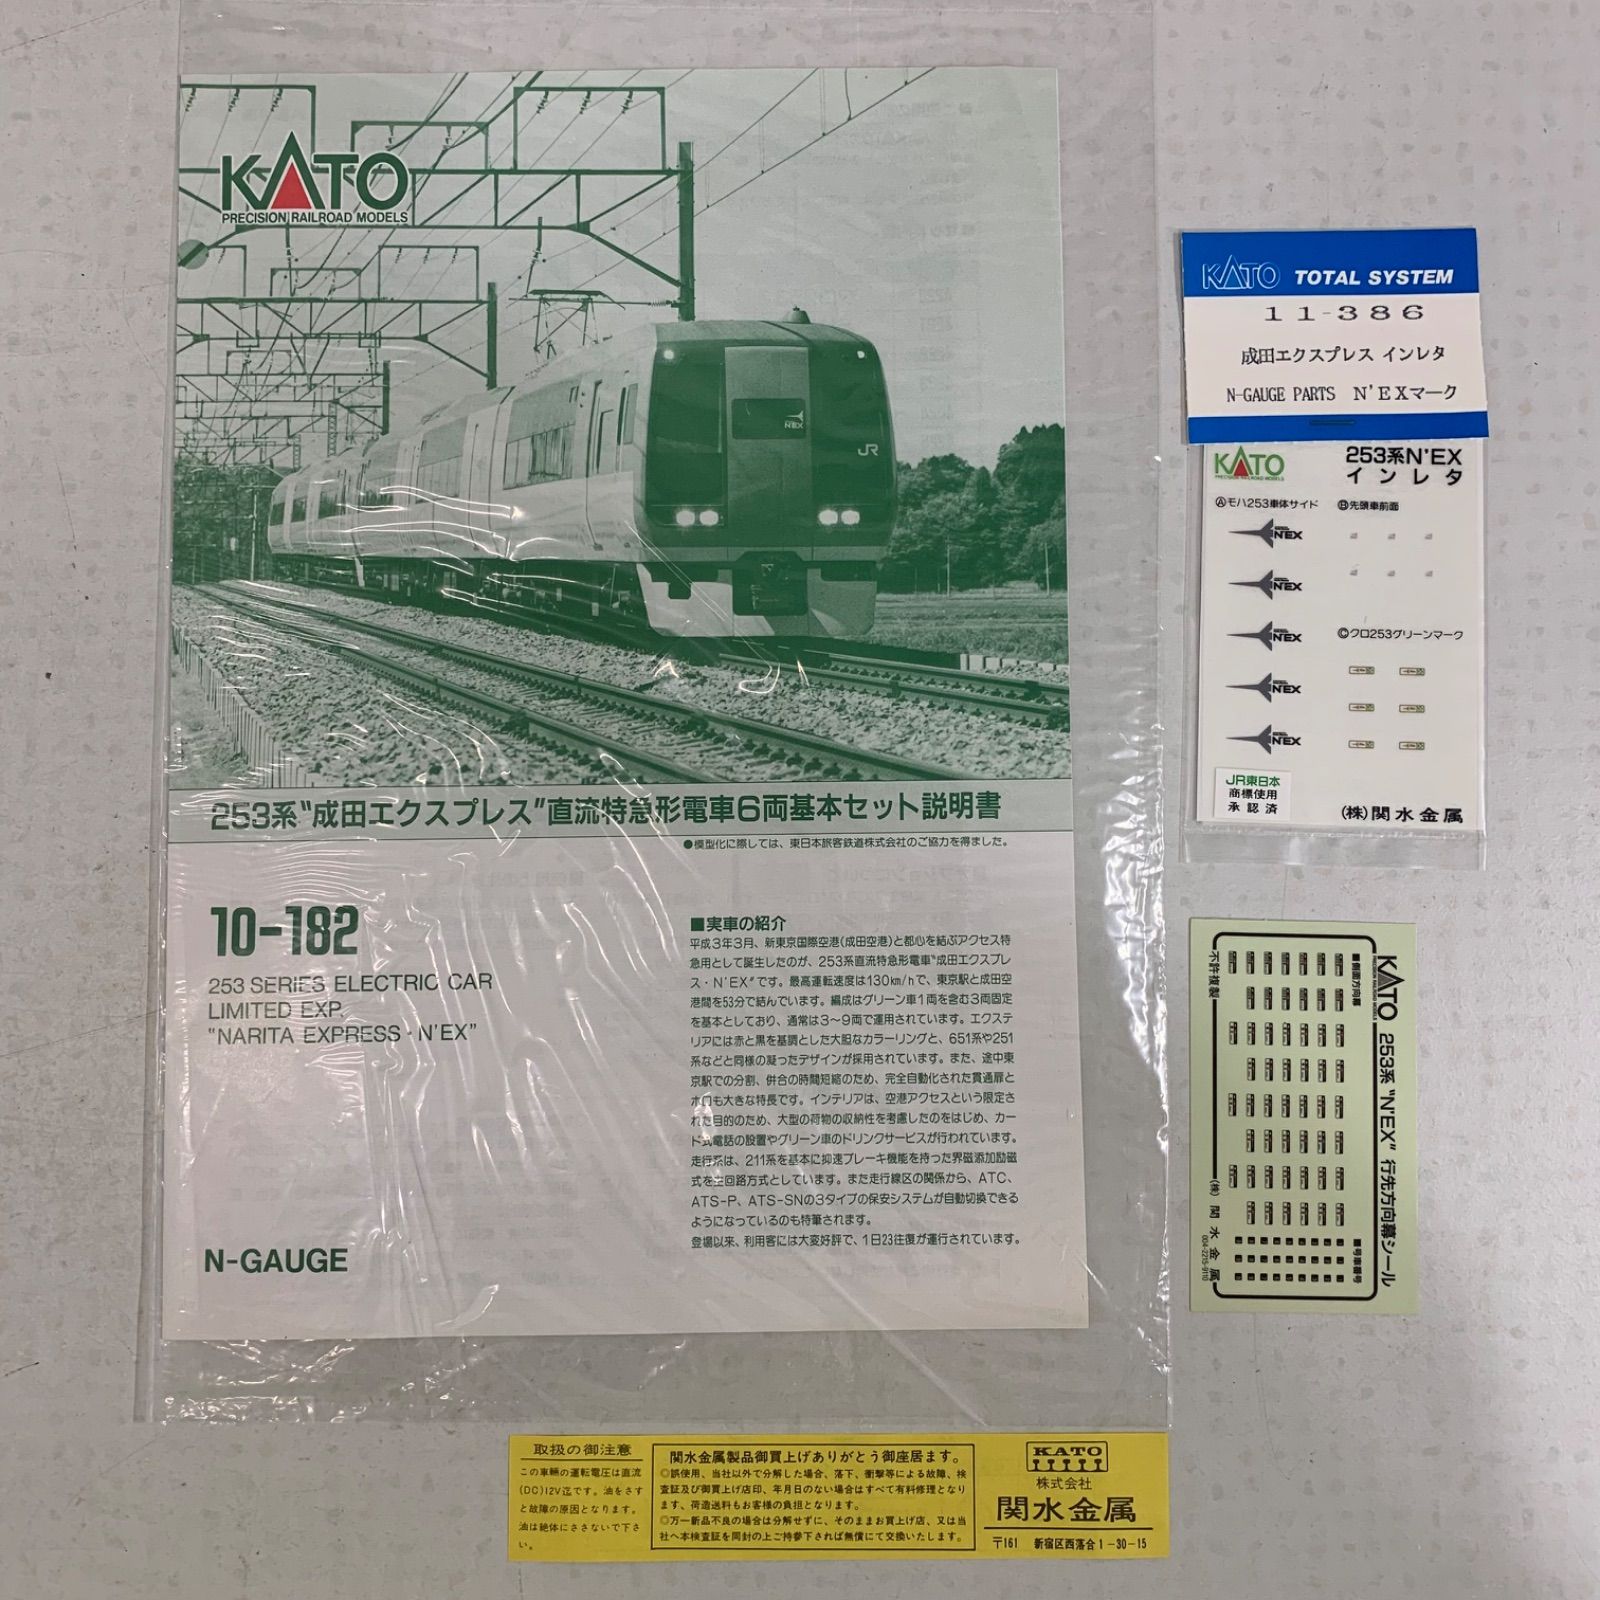 KATO
PRECISION RAILROAD MODELS
N'EX
JR
253系"成田エクスプレス"直流特急形電車6両基本セット説明書
●模型化に際しては、東日本旅客鉄道株式会社のご協力を得ました。
10-182
253 SERIES ELECTRIC CAR
LIMITED EXP.
"NARITA EXPRESS・N'EX"
N-GAUGE
■実車の紹介
平成3年3月、新東京国際空港(成田空港)と都心を結ぶアクセス特
急用として誕生したのが、253系直流特急形電車"成田エクスプレ
ス・N'EX"です。最高運転速度は130km/hで、東京駅と成田空
港間を53分で結んでいます。編成はグリーン車1両を含む3両固定
を基本としており、通常は3〜9両で運用されています。エクステ
リアには赤と黒を基調とした大胆なカラーリングと、651系や251
系などと同様の凝ったデザインが採用されています。また、途中東
京駅での分割、併合の時間短縮のため、完全自動化された貫通扉と
ホロも大きな特長です。インテリアは、空港アクセスという限定さ
れた目的のため、大型の荷物の収納性を考慮したのをはじめ、カー
ド式電話の設置やグリーン車のドリンクサービスが行われています。
走行系は、211系を基本に抑速ブレーキ機能を持った界磁添加励磁
式を主回路方式としています。また走行線区の関係から、ATC、
ATS-P、ATS-SNの3タイプの保安システムが自動切換できる
ようになっているのも特筆されます。
登場以来、利用客には大変好評で、1日23往復が運行されています。
KATO TOTAL SYSTEM
11-386
成田エクスプレス インレタ
N-GAUGE PARTS N'EXマーク
KATO
PRECISION RAILROAD MODELS
253系N'EX
インレタ
Ⓐモハ253車体サイド
Ⓑ先頭車前面
N'EX
N'EX
N'EX
N'EX
N'EX
Ⓒクロ253グリーンマーク
JR東日本
商標使用
承認済
(株)関水金属
KATO 253系"N'EX"行先方向幕シール
PRECISION RAILROAD MODELS
■側面方向幕
■号車番号
不許複製
(株)関水金属
004-2215-9110
取扱の御注意
この車輛の運転電圧は直流
(DC)12V迄です。油をさす
と故障の原因となります。
油は絶体にささないで下さ
い。
関水金属製品御買上げありがとう御座居ます。
◎誤使用、当社以外で分解した場合、落下、衝撃等による故障、検
査証及び御買上げ店印、年月日のない場合はすべて有料修理となり
ます、荷造送料もお客様の負担となります。
◎万一新品不良の場合は分解せずに、そのままお買上げ店、又は当
社へ本検査証を同封の上ご持参下されば無償にて交換いたします。
KATO
株式会社
関水金属
〒161 新宿区西落合1-30-15